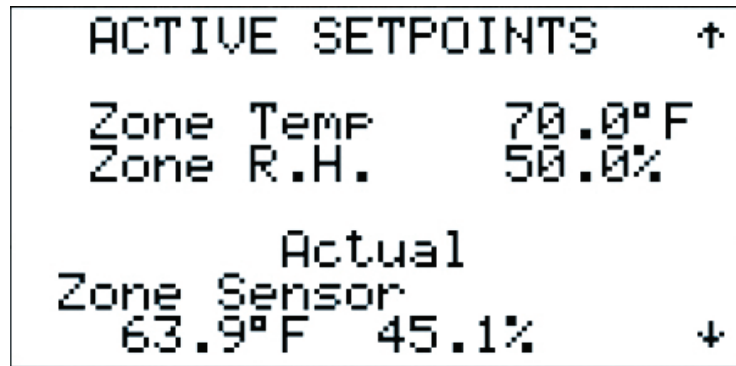 ACTIVE SETPOINTS ↑
Zone Temp 70.0°F
Zone R.H. 50.0%
Actual
Zone Sensor
63.9°F 45.1% ↓